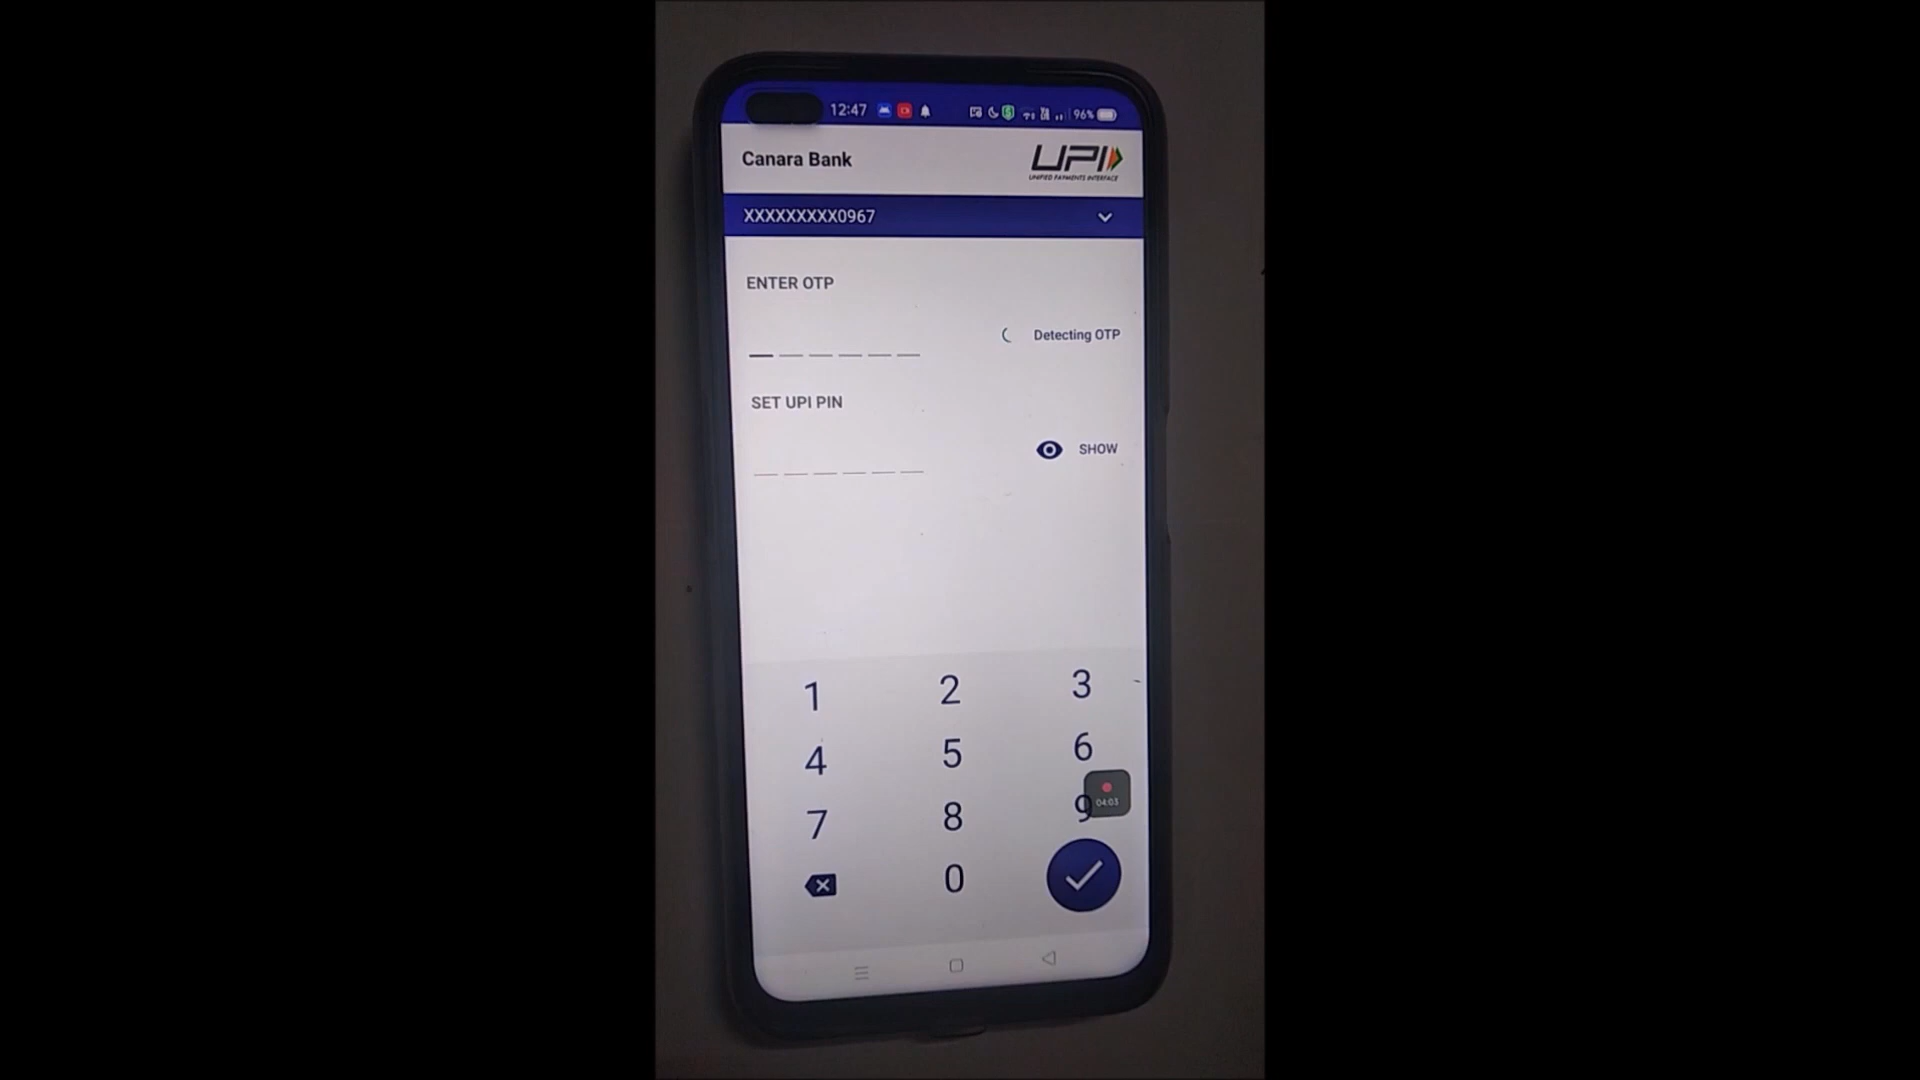 12:47 96%
Canara Bank
UPI
UNIFIED PAYMENTS INTERFACE
XXXXXXXXX0967
ENTER OTP
Detecting OTP
SET UPI PIN
SHOW
1 2 3
4 5 6
7 8 9
04:03
0